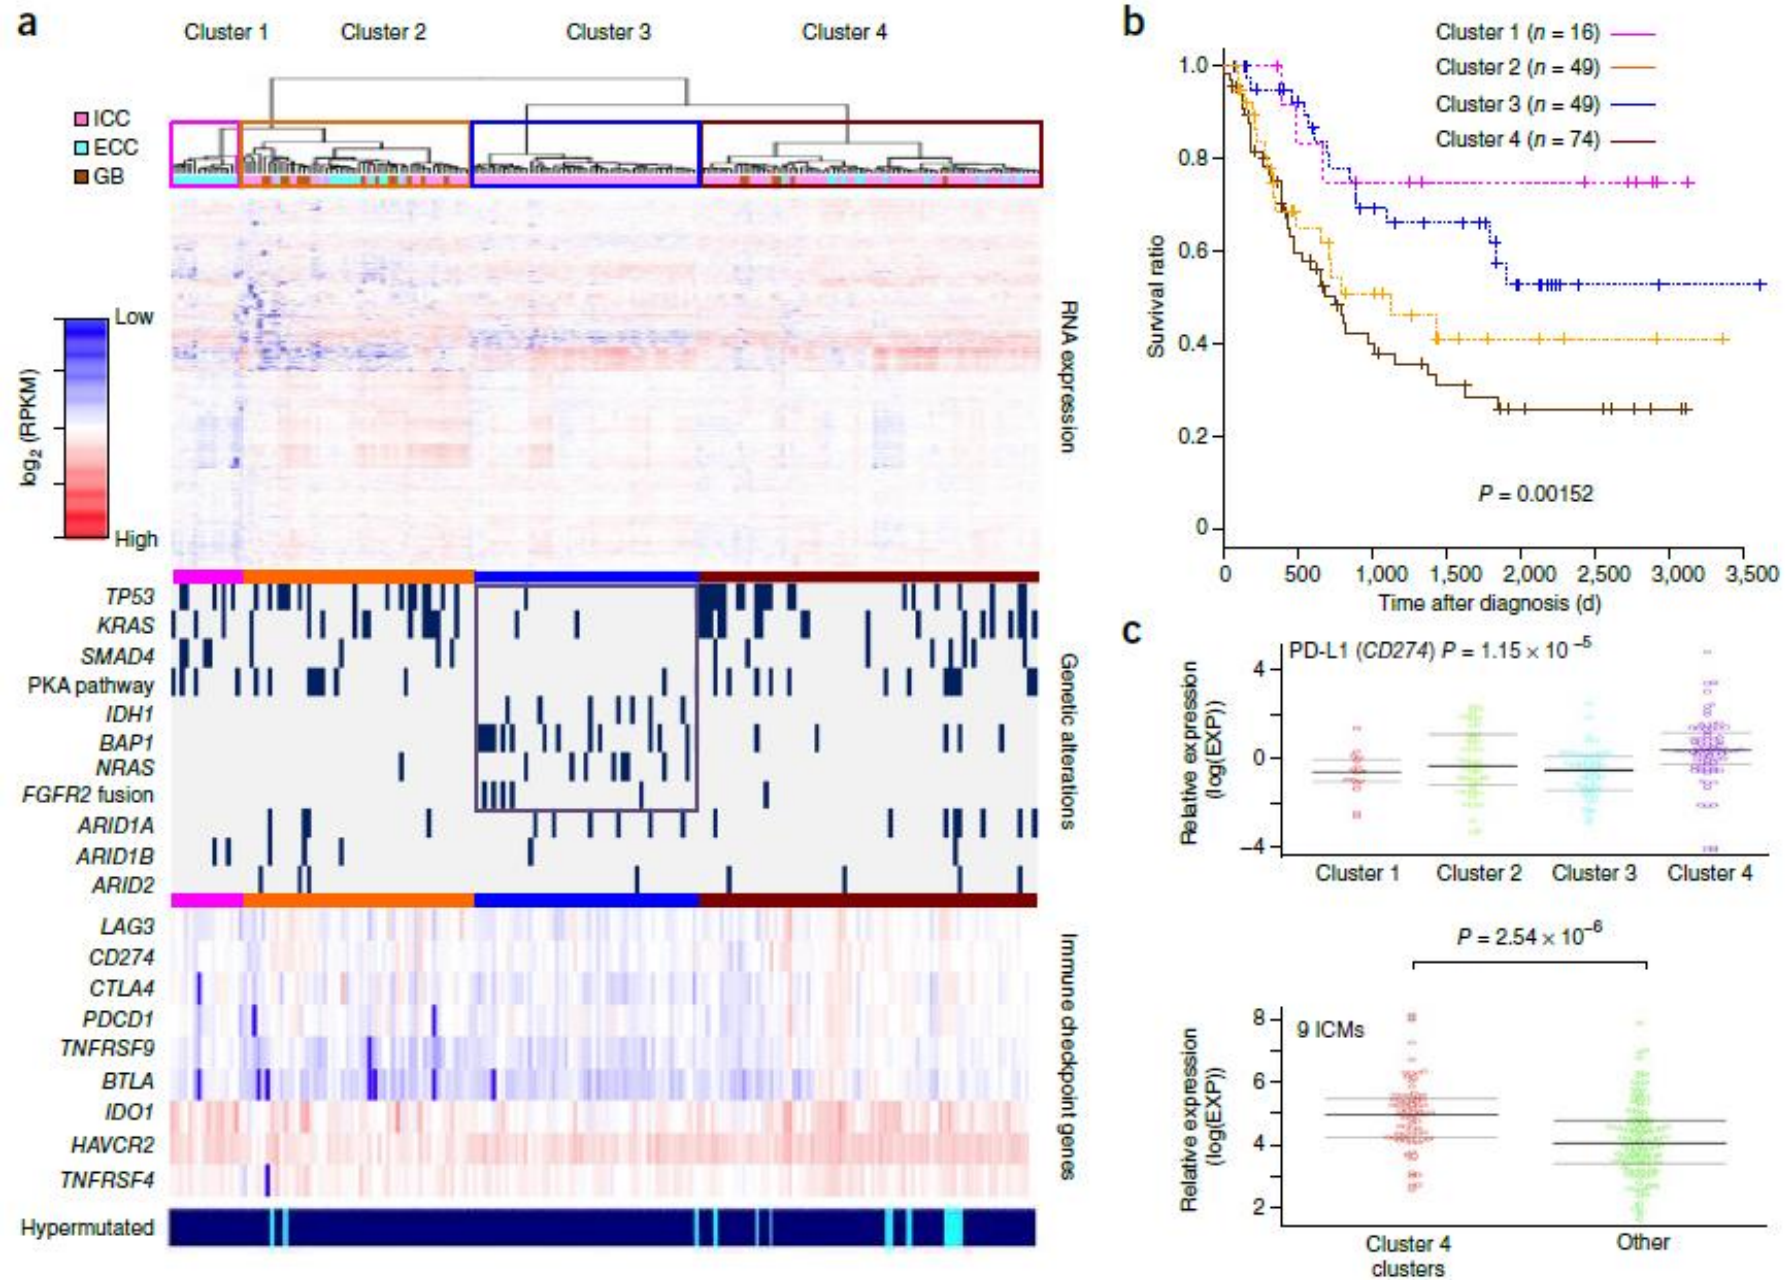 a
Cluster 1
Cluster 2
Cluster 3
Cluster 4
ICC
ECC
GB
Low
log2 (RPKM)
High
RNA expression
TP53
KRAS
SMAD4
PKA pathway
IDH1
BAP1
NRAS
FGFR2 fusion
ARID1A
ARID1B
ARID2
Genetic alterations
LAG3
CD274
CTLA4
PDCD1
TNFRSF9
BTLA
IDO1
HAVCR2
TNFRSF4
Immune checkpoint genes
Hypermutated
b
Cluster 1 (n = 16)
Cluster 2 (n = 49)
Cluster 3 (n = 49)
Cluster 4 (n = 74)
1.0
0.8
0.6
0.4
0.2
0
Survival ratio
P = 0.00152
0 500 1,000 1,500 2,000 2,500 3,000 3,500
Time after diagnosis (d)
c
PD-L1 (CD274) P = 1.15 × 10−5
4
0
−4
Relative expression
(log(EXP))
Cluster 1 Cluster 2 Cluster 3 Cluster 4
P = 2.54 × 10−6
9 ICMs
8
6
4
2
Relative expression
(log(EXP))
Cluster 4
clusters
Other